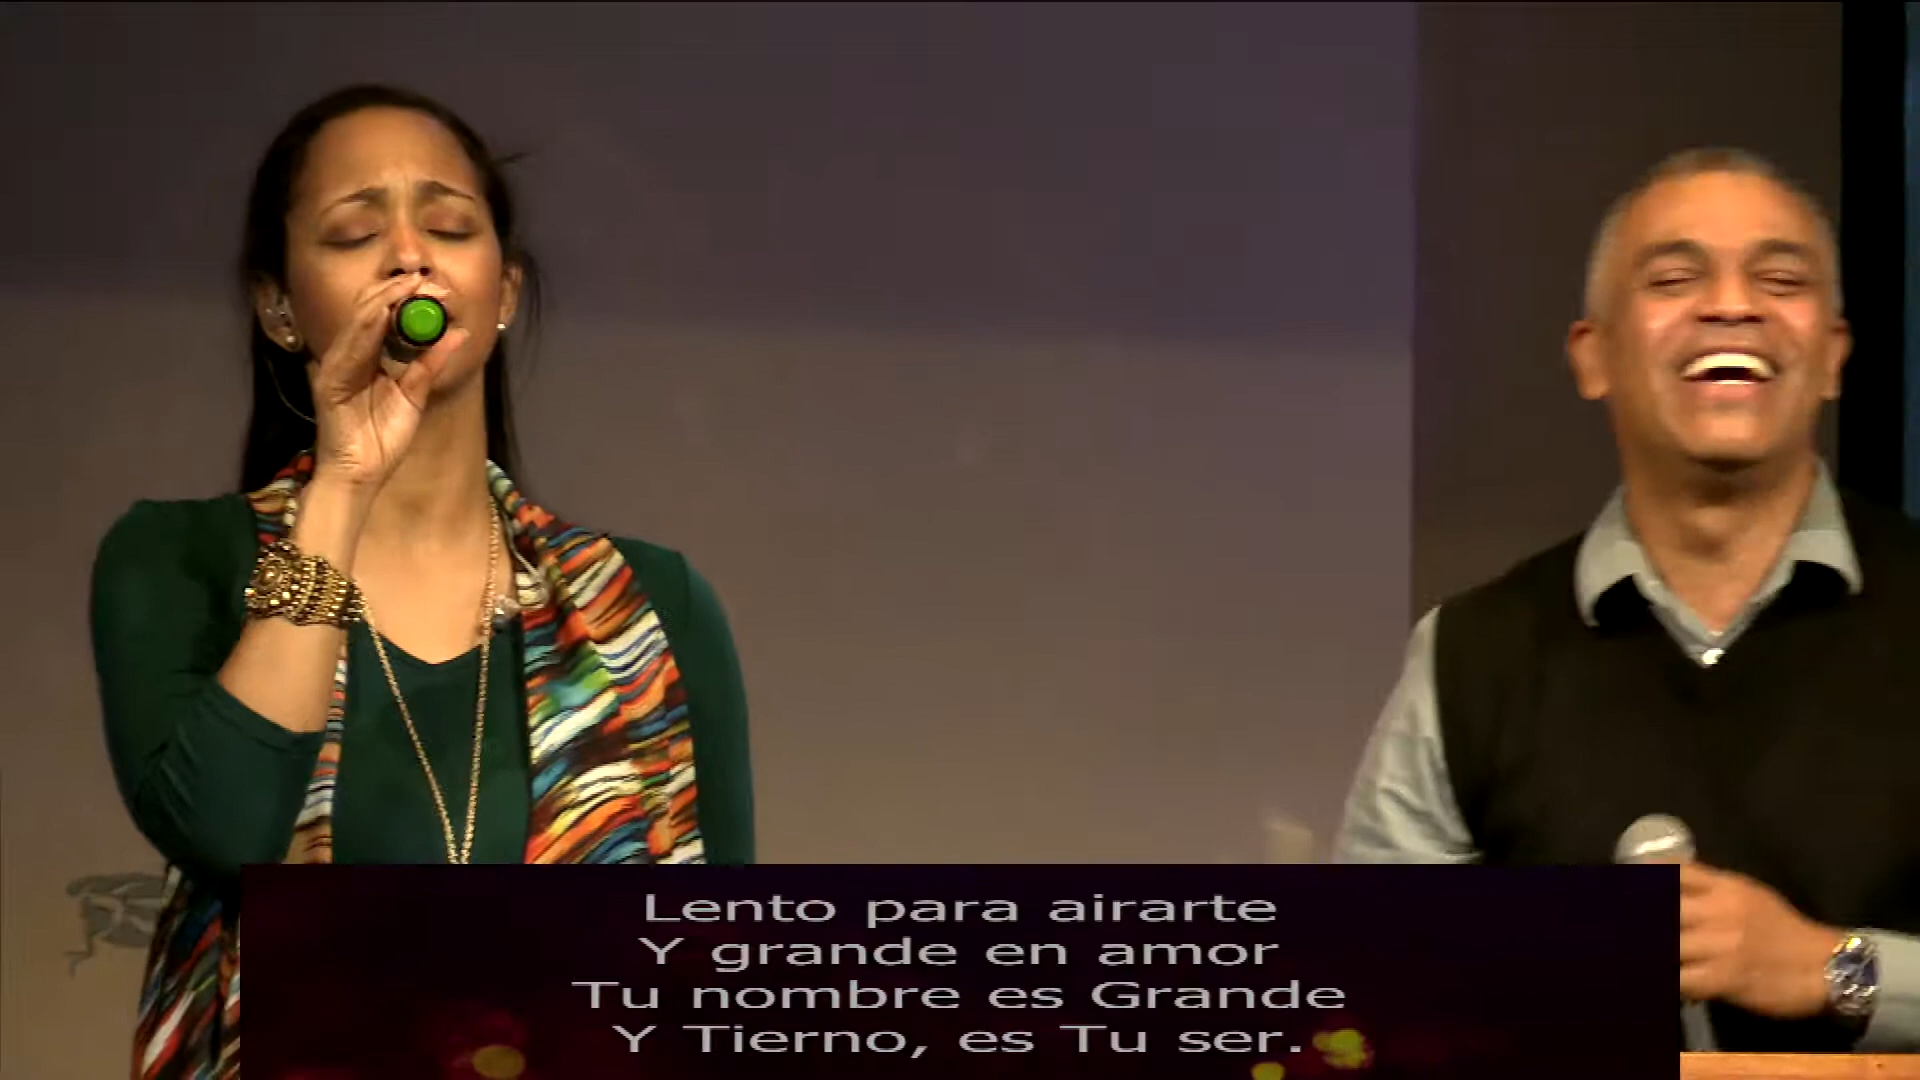 Lento para airarte
Y grande en amor
Tu nombre es Grande
Y Tierno, es Tu ser.